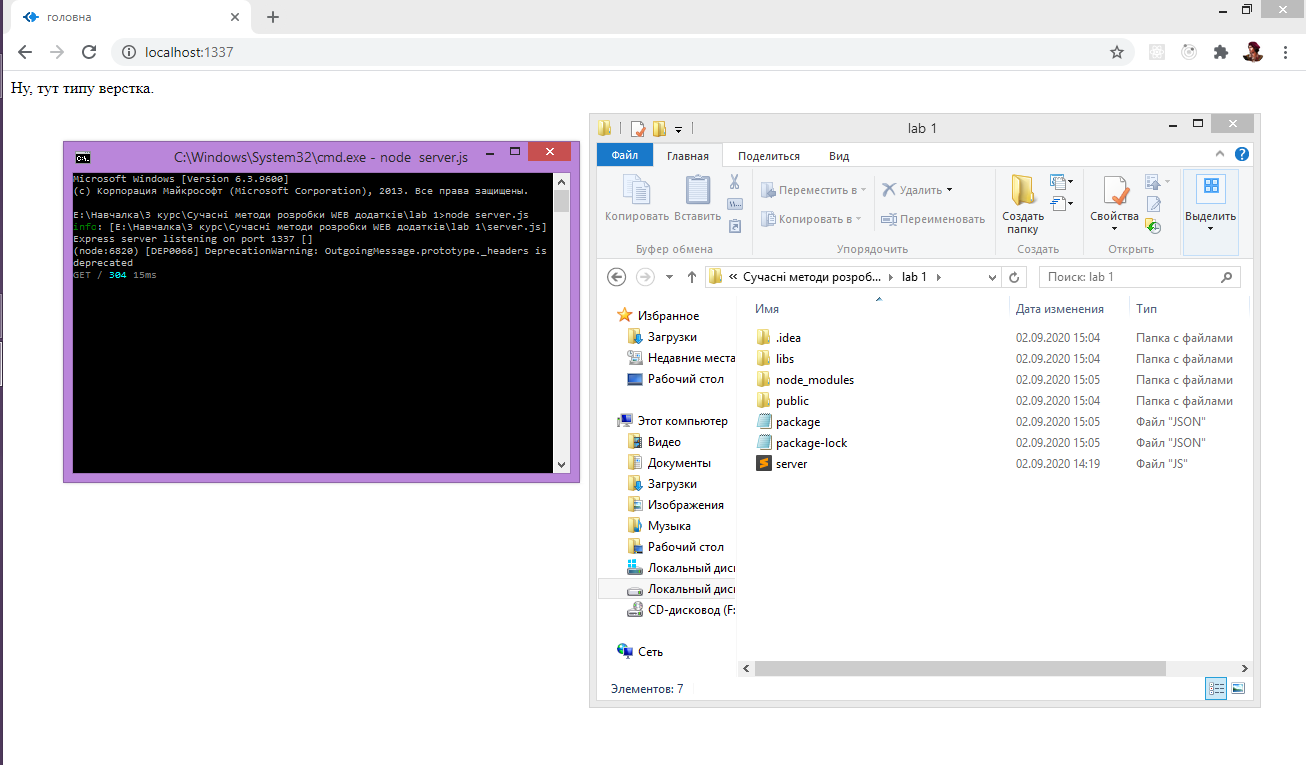 головна
localhost:1337
Ну, тут типу верстка.
C:\Windows\System32\cmd.exe - node server.js
Microsoft Windows [Version 6.3.9600]
(c) Корпорация Майкрософт (Microsoft Corporation), 2013. Все права защищены.
E:\Навчалка\3 курс\Сучасні методи розробки WEB додатків\lab 1>node server.js
info: [E:\Навчалка\3 курс\Сучасні методи розробки WEB додатків\lab 1\server.js]
Express server listening on port 1337 []
(node:6820) [DEP0066] DeprecationWarning: OutgoingMessage.prototype._headers is
deprecated
GET / 304 15ms
lab 1
Файл Главная Поделиться Вид
Копировать Вставить
Переместить в
Копировать в
Удалить
Переименовать
Создать папку
Свойства
Выделить
Буфер обмена Упорядочить Создать Открыть
« Сучасні методи розроб... lab 1
Поиск: lab 1
Избранное
Загрузки
Недавние места
Рабочий стол
Этот компьютер
Видео
Документы
Загрузки
Изображения
Музыка
Рабочий стол
Локальный дис
Локальный дис
CD-дисковод (F:
Сеть
Имя Дата изменения Тип
.idea 02.09.2020 15:04 Папка с файлами
libs 02.09.2020 15:04 Папка с файлами
node_modules 02.09.2020 15:05 Папка с файлами
public 02.09.2020 15:04 Папка с файлами
package 02.09.2020 15:05 Файл "JSON"
package-lock 02.09.2020 15:05 Файл "JSON"
server 02.09.2020 14:19 Файл "JS"
Элементов: 7